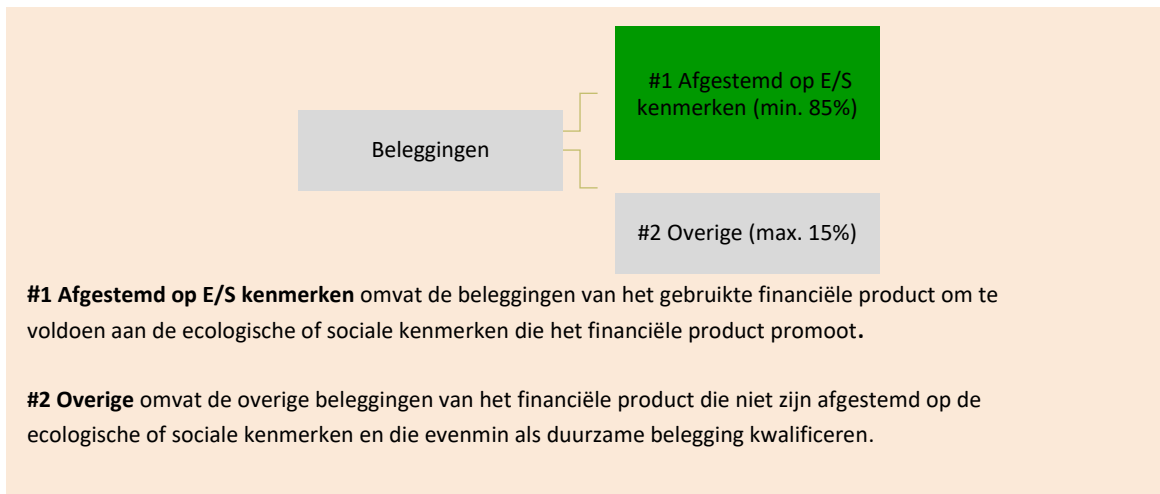 #1 Afgestemd op E/S
kenmerken (min. 85%)
Beleggingen
#2 Overige (max. 15%)
#1 Afgestemd op E/S kenmerken omvat de beleggingen van het gebruikte financiële product om te
voldoen aan de ecologische of sociale kenmerken die het financiële product promoot.
#2 Overige omvat de overige beleggingen van het financiële product die niet zijn afgestemd op de
ecologische of sociale kenmerken en die evenmin als duurzame belegging kwalificeren.